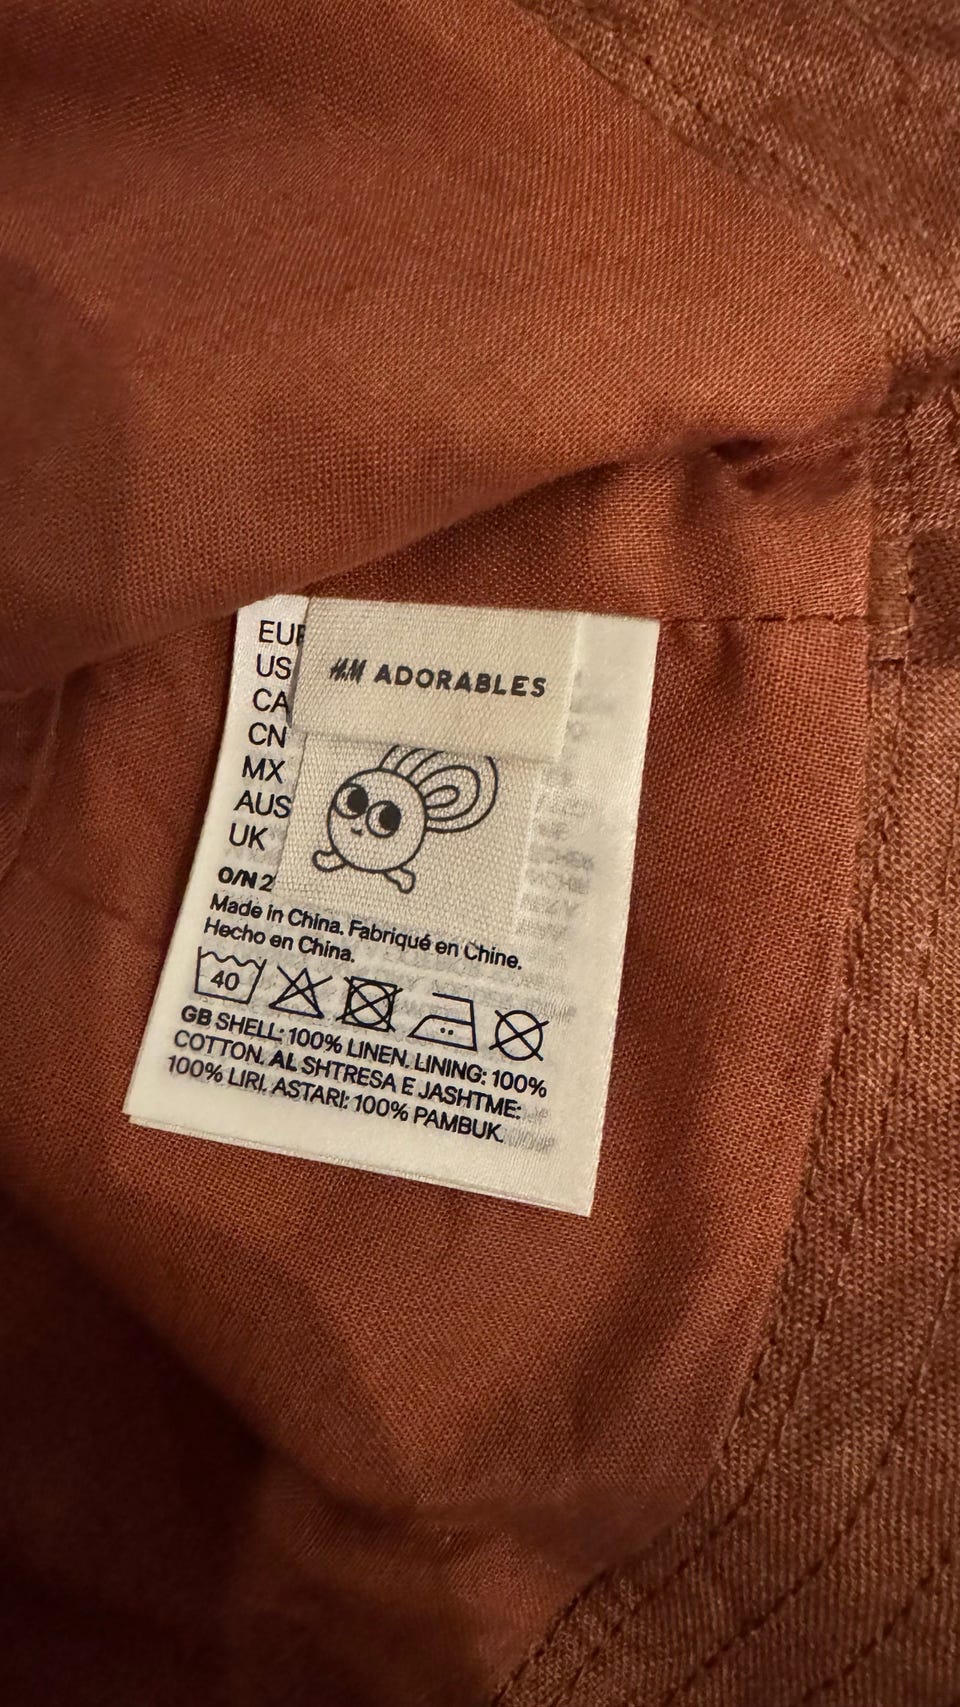 H&M ADORABLES
EUR
US
CA
CN
MX
AUS
UK
O/N 2
Made in China. Fabriqué en Chine.
Hecho en China.
40
GB SHELL: 100% LINEN. LINING: 100%
COTTON. AL SHTRESA E JASHTME:
100% LIRI. ASTARI: 100% PAMBUK.